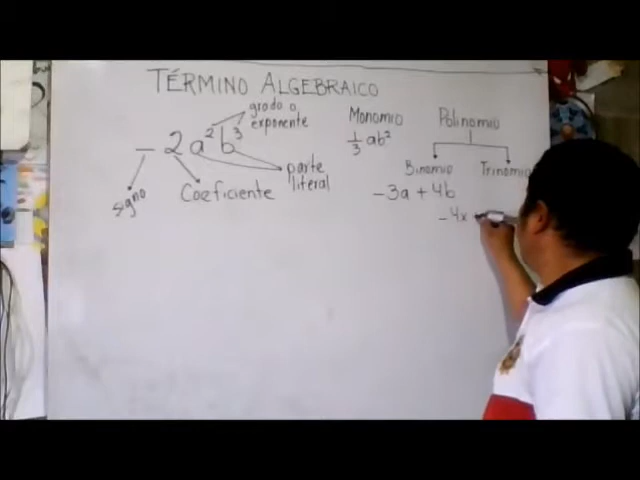 TÉRMINO ALGEBRAICO
grado o
exponente
- 2a²b³
signo
Coeficiente
parte
literal
Monomio
1/3 ab²
Polinomio
Binomio
Trinomio
-3a + 4b
-4x